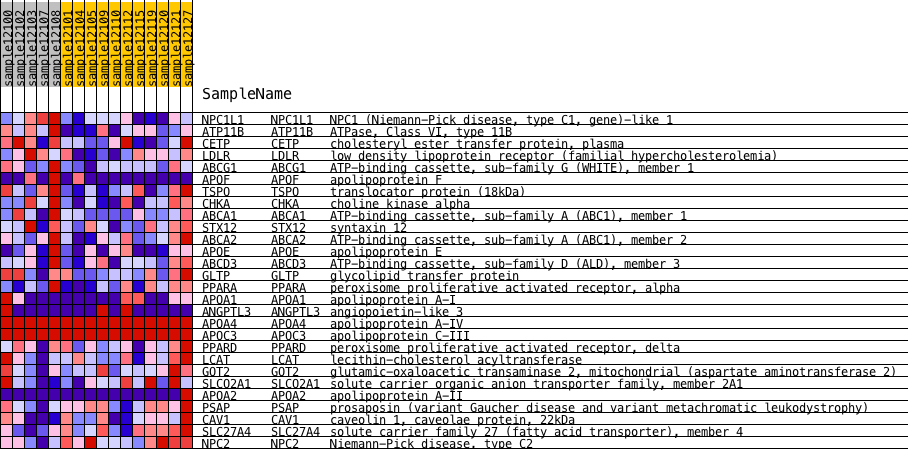 sample12100
sample12102
sample12103
sample12107
sample12108
sample12101
sample12104
sample12105
sample12109
sample12110
sample12112
sample12115
sample12119
sample12120
sample12121
sample12127
SampleName
NPC1L1 NPC1L1 NPC1 (Niemann-Pick disease, type C1, gene)-like 1
ATP11B ATP11B ATPase, Class VI, type 11B
CETP CETP cholesteryl ester transfer protein, plasma
LDLR LDLR low density lipoprotein receptor (familial hypercholesterolemia)
ABCG1 ABCG1 ATP-binding cassette, sub-family G (WHITE), member 1
APOF APOF apolipoprotein F
TSPO TSPO translocator protein (18kDa)
CHKA CHKA choline kinase alpha
ABCA1 ABCA1 ATP-binding cassette, sub-family A (ABC1), member 1
STX12 STX12 syntaxin 12
ABCA2 ABCA2 ATP-binding cassette, sub-family A (ABC1), member 2
APOE APOE apolipoprotein E
ABCD3 ABCD3 ATP-binding cassette, sub-family D (ALD), member 3
GLTP GLTP glycolipid transfer protein
PPARA PPARA peroxisome proliferative activated receptor, alpha
APOA1 APOA1 apolipoprotein A-I
ANGPTL3 ANGPTL3 angiopoietin-like 3
APOA4 APOA4 apolipoprotein A-IV
APOC3 APOC3 apolipoprotein C-III
PPARD PPARD peroxisome proliferative activated receptor, delta
LCAT LCAT lecithin-cholesterol acyltransferase
GOT2 GOT2 glutamic-oxaloacetic transaminase 2, mitochondrial (aspartate aminotransferase 2)
SLCO2A1 SLCO2A1 solute carrier organic anion transporter family, member 2A1
APOA2 APOA2 apolipoprotein A-II
PSAP PSAP prosaposin (variant Gaucher disease and variant metachromatic leukodystrophy)
CAV1 CAV1 caveolin 1, caveolae protein, 22kDa
SLC27A4 SLC27A4 solute carrier family 27 (fatty acid transporter), member 4
NPC2 NPC2 Niemann-Pick disease, type C2